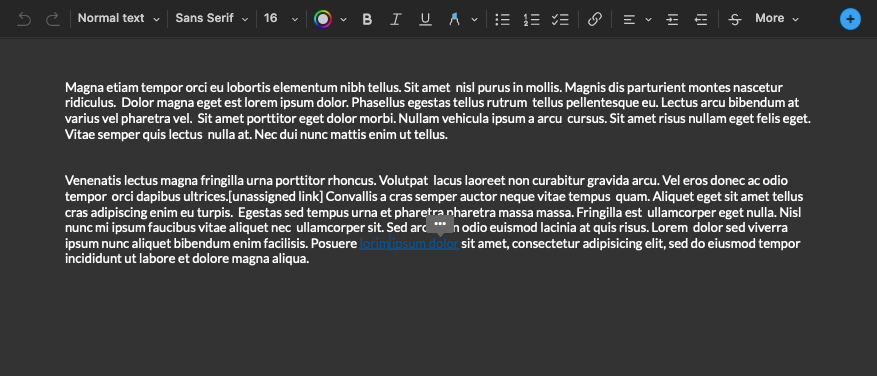 Normal text Sans Serif 16 B I U More
Magna etiam tempor orci eu lobortis elementum nibh tellus. Sit amet nisl purus in mollis. Magnis dis parturient montes nascetur
ridiculus. Dolor magna eget est lorem ipsum dolor. Phasellus egestas tellus rutrum tellus pellentesque eu. Lectus arcu bibendum at
varius vel pharetra vel. Sit amet porttitor eget dolor morbi. Nullam vehicula ipsum a arcu cursus. Sit amet risus nullam eget felis eget.
Vitae semper quis lectus nulla at. Nec dui nunc mattis enim ut tellus.
Venenatis lectus magna fringilla urna porttitor rhoncus. Volutpat lacus laoreet non curabitur gravida arcu. Vel eros donec ac odio
tempor orci dapibus ultrices.[unassigned link] Convallis a cras semper auctor neque vitae tempus quam. Aliquet eget sit amet tellus
cras adipiscing enim eu turpis. Egestas sed tempus urna et pharetra pharetra massa massa. Fringilla est ullamcorper eget nulla. Nisl
nunc mi ipsum faucibus vitae aliquet nec ullamcorper sit. Sed odio euismod lacinia at quis risus. Lorem dolor sed viverra
ipsum nunc aliquet bibendum enim facilisis. Posuere ipsum dolor sit amet, consectetur adipisicing elit, sed do eiusmod tempor
incididunt ut labore et dolore magna aliqua.